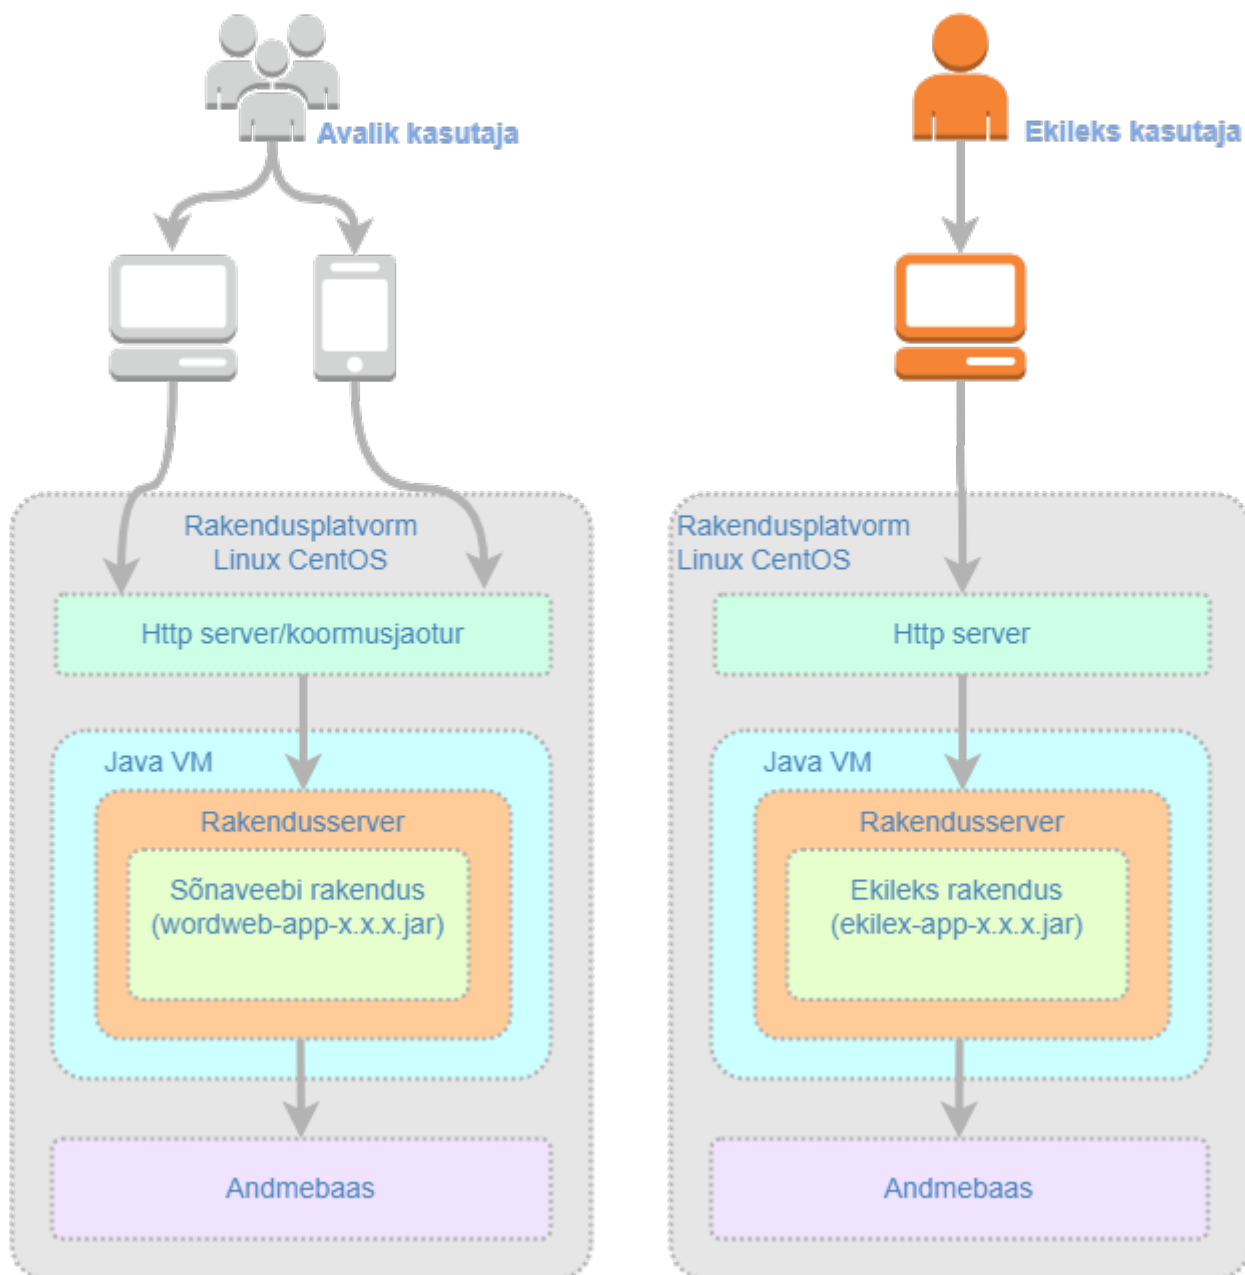 Avalik kasutaja
Ekileks kasutaja
Rakendusplatvorm
Linux CentOS
Http server/koormusjaotur
Java VM
Rakendusserver
Sõnaveebi rakendus
(wordweb-app-x.x.x.jar)
Andmebaas
Rakendusplatvorm
Linux CentOS
Http server
Java VM
Rakendusserver
Ekileks rakendus
(ekilex-app-x.x.x.jar)
Andmebaas